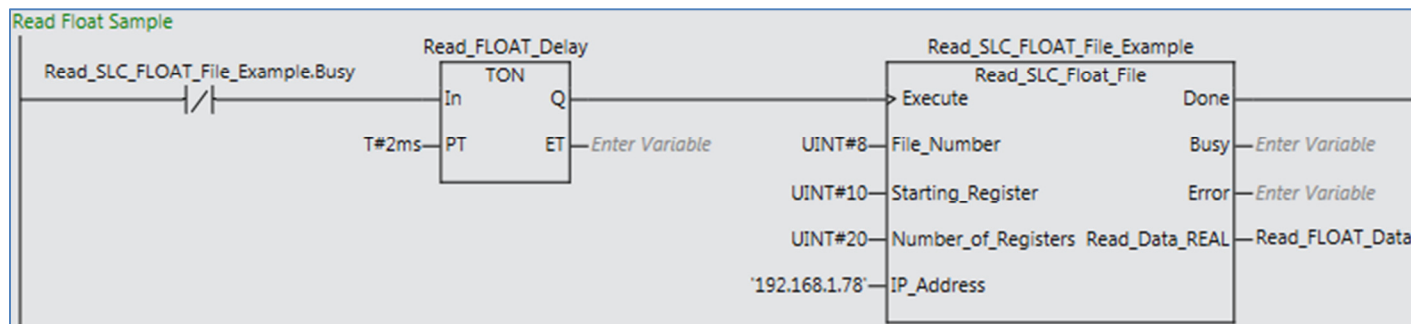 Read Float Sample
Read_FLOAT_Delay
Read_SLC_FLOAT_File_Example
Read_SLC_FLOAT_File_Example.Busy
TON
Read_SLC_Float_File
In Q
Execute Done
T#2ms PT ET Enter Variable
UINT#8 File_Number Busy Enter Variable
UINT#10 Starting_Register Error Enter Variable
UINT#20 Number_of_Registers Read_Data_REAL Read_FLOAT_Data
'192.168.1.78' IP_Address